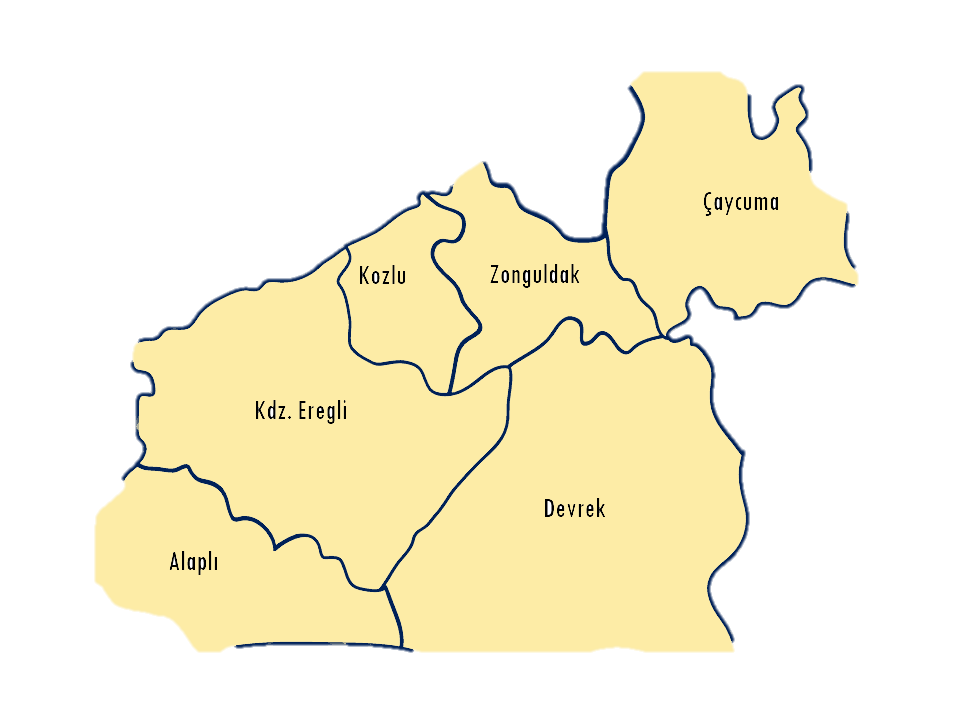 Çaycuma
Kozlu
Zonguldak
Kdz. Eregli
Devrek
Alaplı